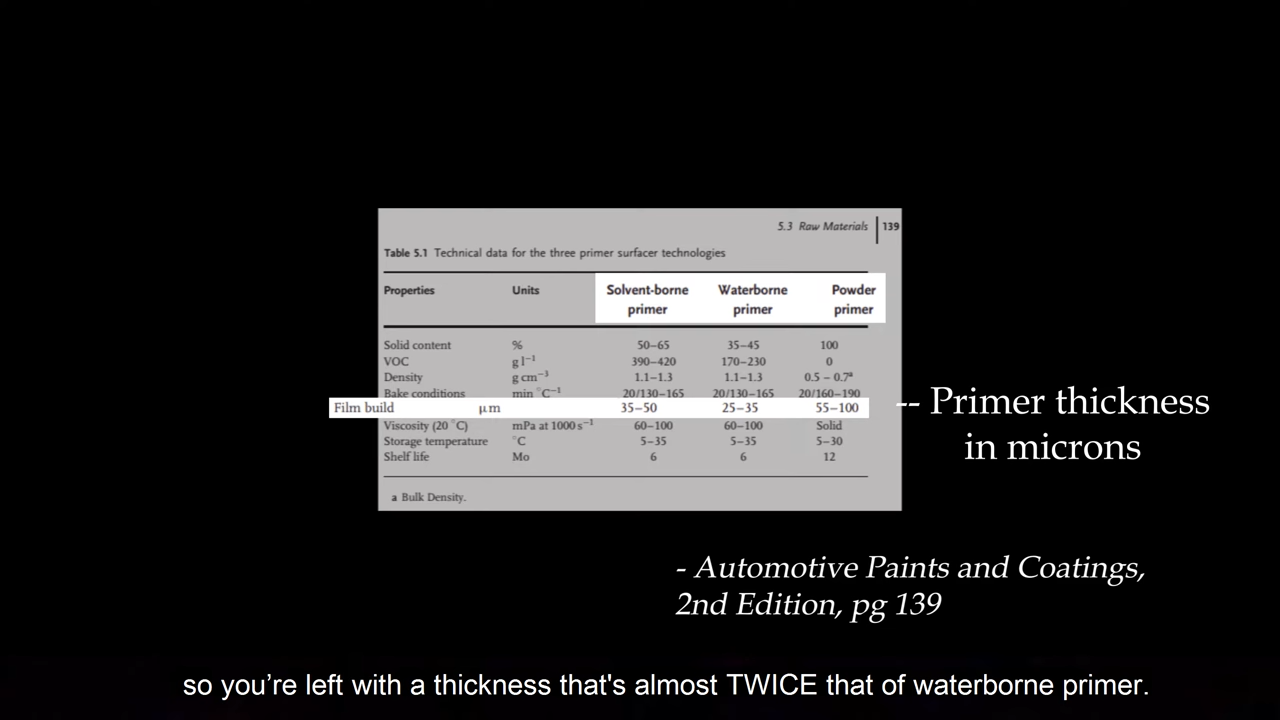 5.3 Raw Materials 139
Table 5.1 Technical data for the three primer surfacer technologies
Properties Units Solvent-borne primer Waterborne primer Powder primer
Solid content % 50–65 35–45 100
VOC g l⁻¹ 390–420 170–230 0
Density g cm⁻³ 1.1–1.3 1.1–1.3 0.5 – 0.7ᵃ
Bake conditions min °C⁻¹ 20/130–165 20/130–165 20/160–190
Film build μm 35–50 25–35 55–100
Viscosity (20 °C) mPa at 1000 s⁻¹ 60–100 60–100 Solid
Storage temperature °C 5–35 5–35 5–30
Shelf life Mo 6 6 12
a Bulk Density.
-- Primer thickness
in microns
- Automotive Paints and Coatings,
2nd Edition, pg 139
so you’re left with a thickness that's almost TWICE that of waterborne primer.